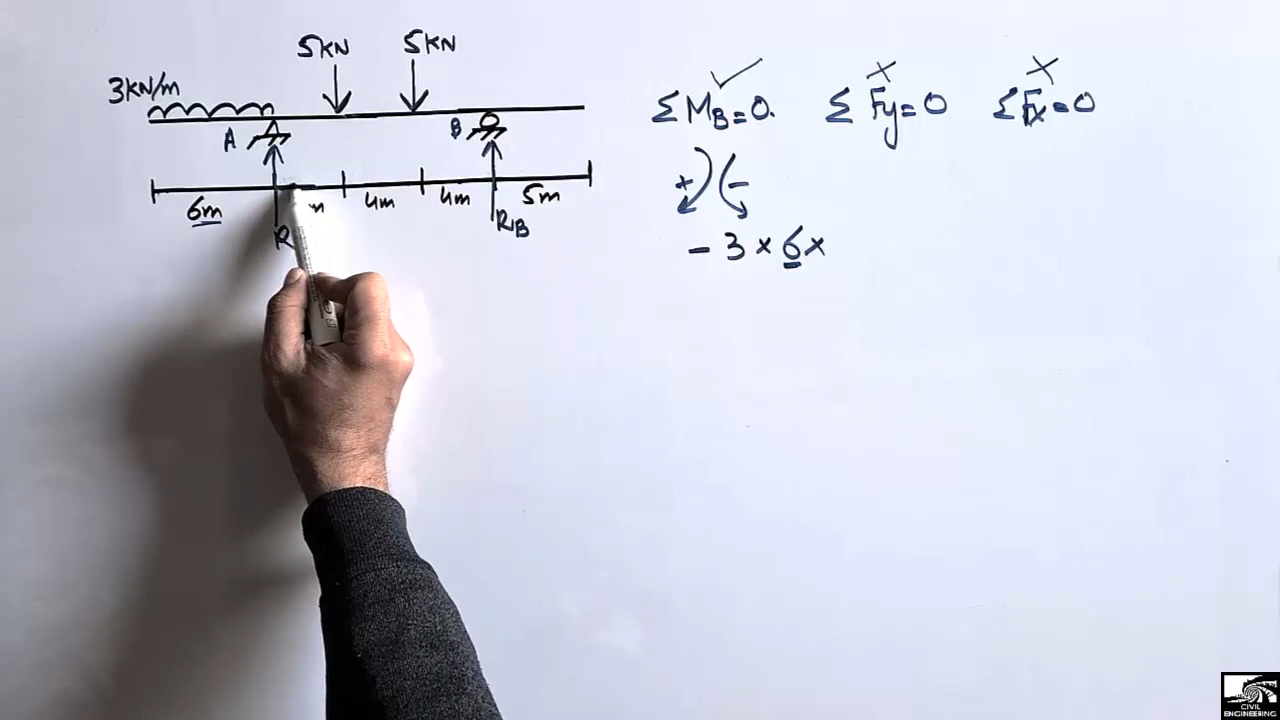 5KN 5KN
3KN/m
A B
6m m 4m 4m 5m
R RB
ΣMB=0. ✓ ΣFy=0 × ΣFx=0 ×
+ -
- 3 × 6 ×
CIVIL
ENGINEERING